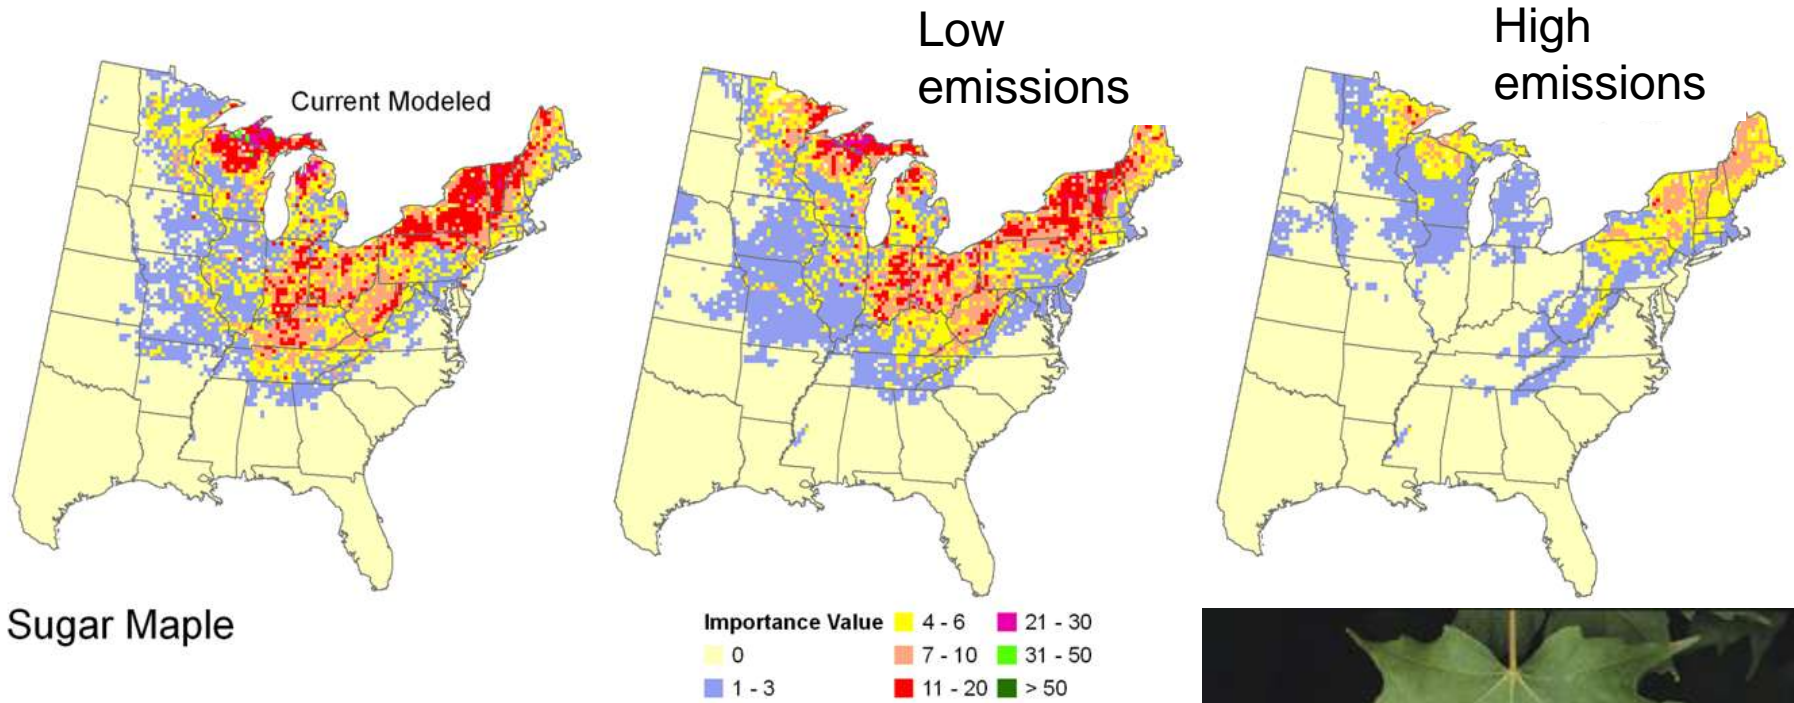 Low
emissions
High
emissions
Current Modeled
Sugar Maple
Importance Value
0
1 - 3
4 - 6
7 - 10
11 - 20
21 - 30
31 - 50
> 50